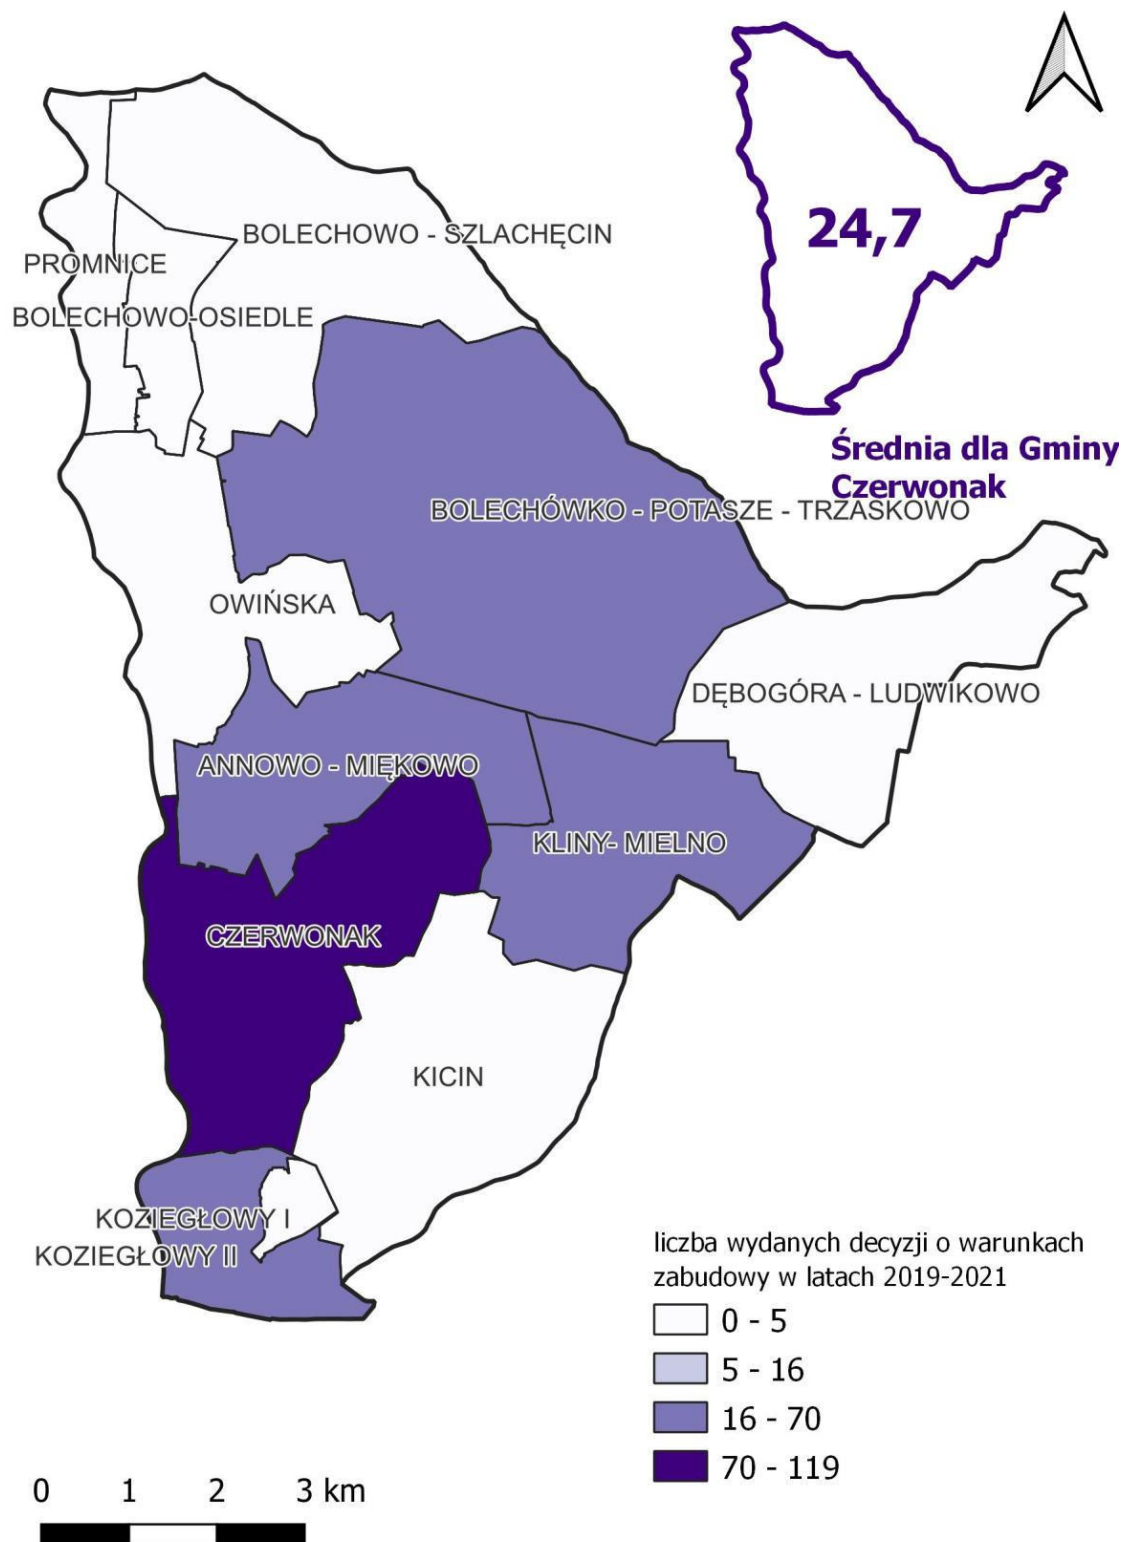 24,7
Średnia dla Gminy
Czerwonak
BOLECHOWO - SZLACHĘCIN
PROMNICE
BOLECHOWO-OSIEDLE
BOLECHÓWKO - POTASZE - TRZASKOWO
OWIŃSKA
DĘBOGÓRA - LUDWIKOWO
ANNOWO - MIĘKOWO
KLINY- MIELNO
CZERWONAK
KICIN
KOZIEGŁOWY I
KOZIEGŁOWY II
liczba wydanych decyzji o warunkach
zabudowy w latach 2019-2021
0 - 5
5 - 16
16 - 70
70 - 119
0 1 2 3 km